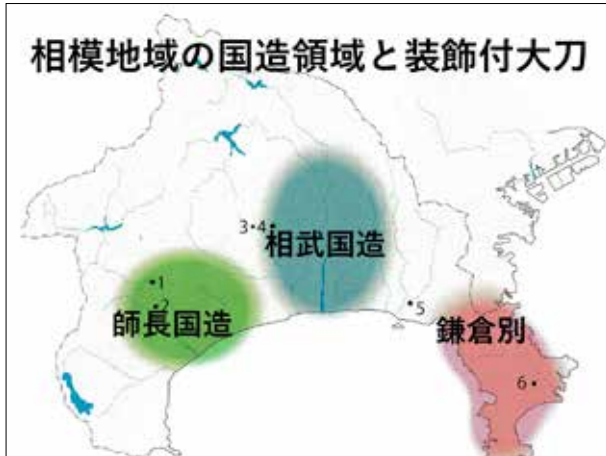 相模地域の国造領域と装飾付大刀
3・4・
相武国造
・1
・2
師長国造
・5
鎌倉別
6・